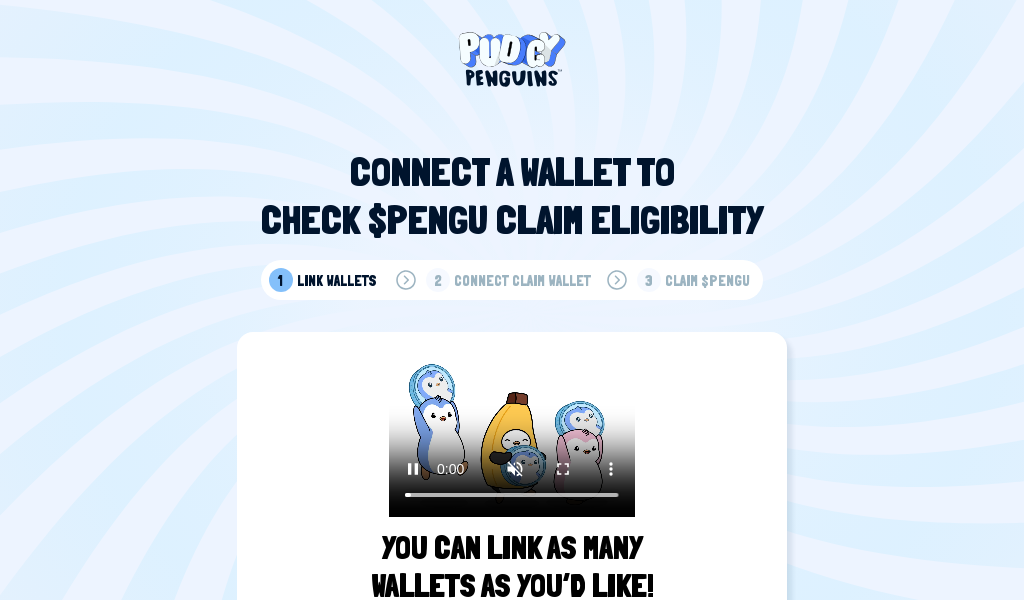 PUDGY
PENGUINS™
CONNECT A WALLET TO
CHECK $PENGU CLAIM ELIGIBILITY
1 LINK WALLETS 2 CONNECT CLAIM WALLET 3 CLAIM $PENGU
0:00
YOU CAN LINK AS MANY
WALLETS AS YOU'D LIKE!